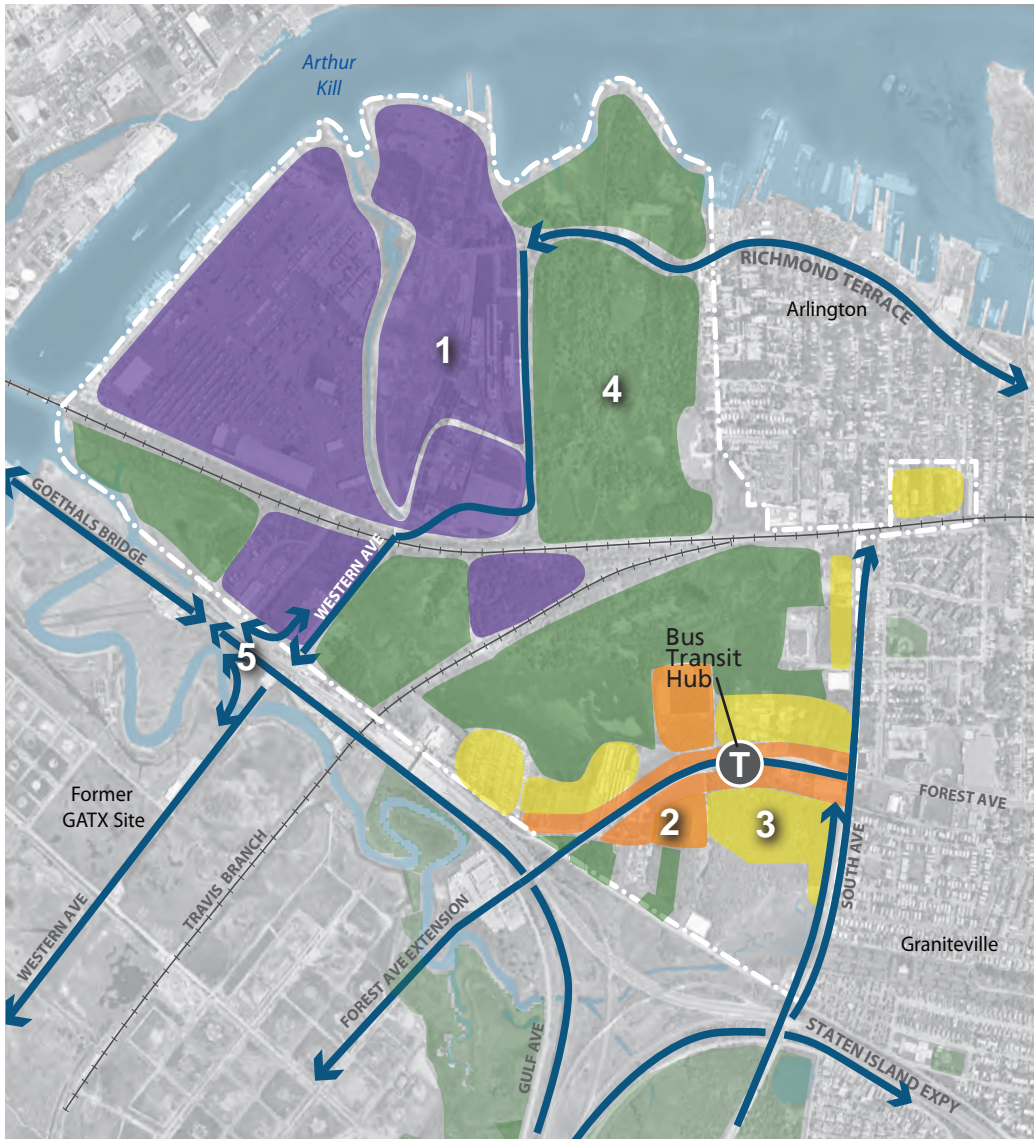 Arthur
Kill
RICHMOND TERRACE
Arlington
1
4
GOETHALS BRIDGE
WESTERN AVE
5
Bus
Transit
Hub
T
FOREST AVE
Former
GATX Site
2
3
SOUTH AVE
TRAVIS BRANCH
WESTERN AVE
FOREST AVE EXTENSION
Graniteville
GULF AVE
STATEN ISLAND EXPY